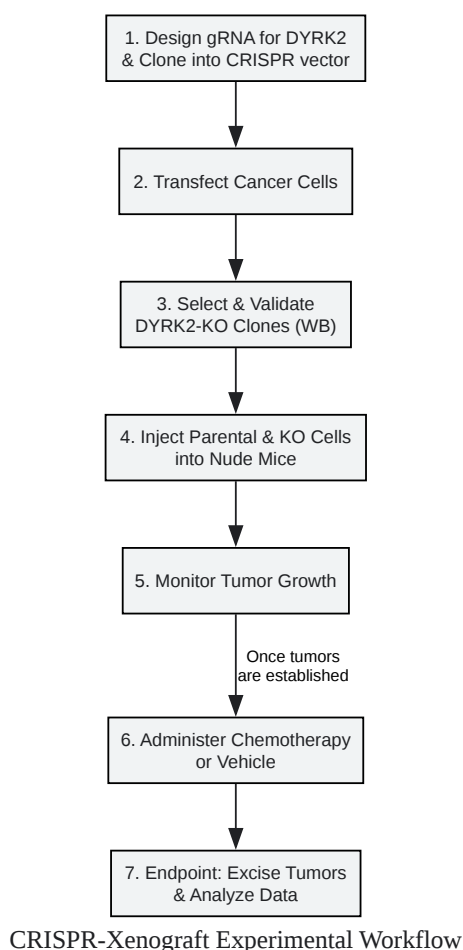 1. Design gRNA for DYRK2
& Clone into CRISPR vector
2. Transfect Cancer Cells
3. Select & Validate
DYRK2-KO Clones (WB)
4. Inject Parental & KO Cells
into Nude Mice
5. Monitor Tumor Growth
Once tumors
are established
6. Administer Chemotherapy
or Vehicle
7. Endpoint: Excise Tumors
& Analyze Data
CRISPR-Xenograft Experimental Workflow